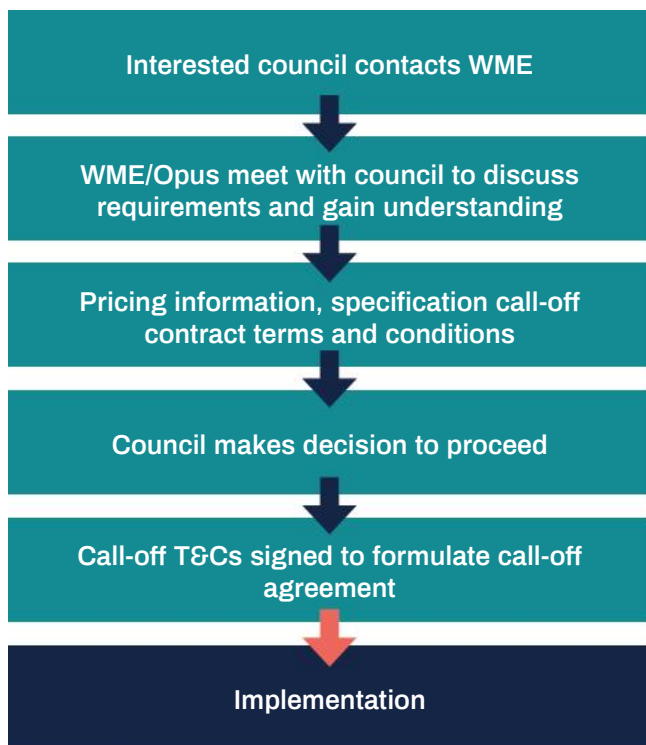 Interested council contacts WME
WME/Opus meet with council to discuss
requirements and gain understanding
Pricing information, specification call-off
contract terms and conditions
Council makes decision to proceed
Call-off T&Cs signed to formulate call-off
agreement
Implementation